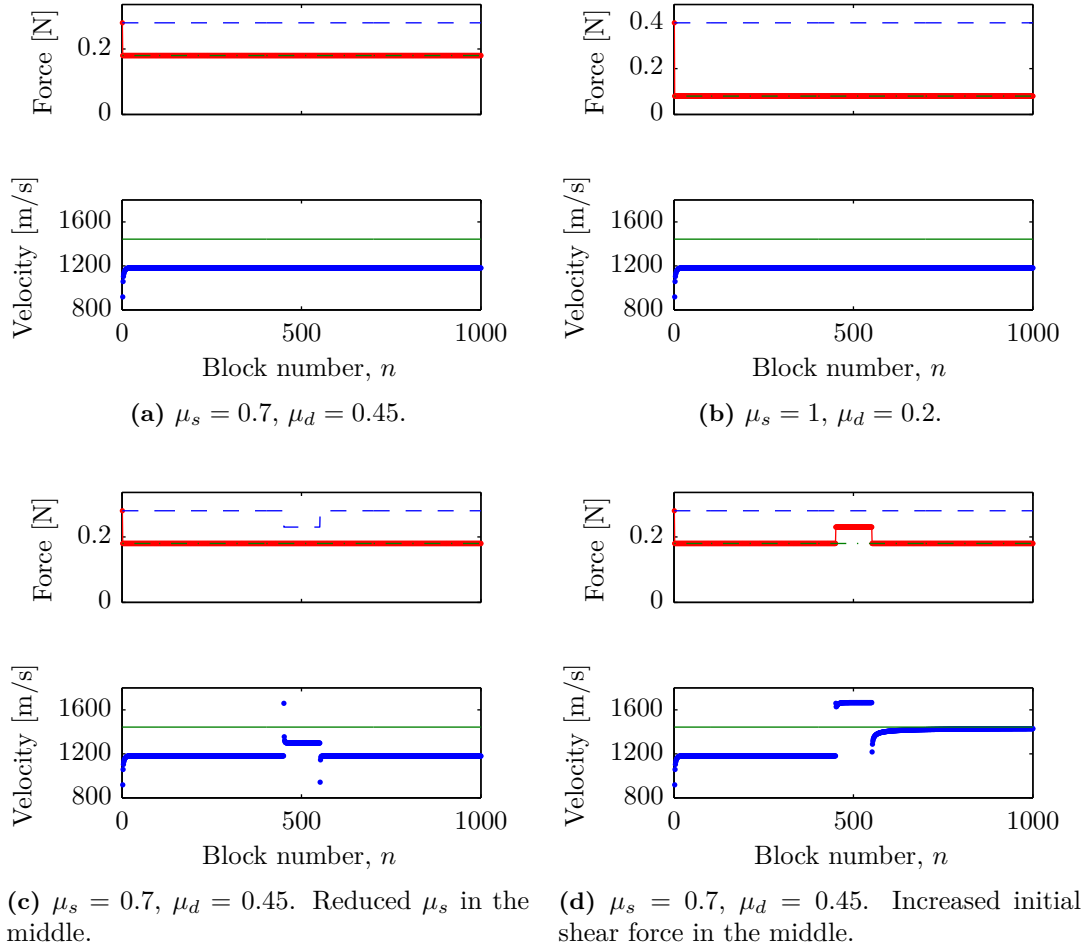 Force [N]
0.2
0
Velocity [m/s]
1600
1200
800
0
500
1000
Block number, n
(a) μs = 0.7, μd = 0.45.
Force [N]
0.4
0.2
0
Velocity [m/s]
1600
1200
800
0
500
1000
Block number, n
(b) μs = 1, μd = 0.2.
Force [N]
0.2
0
Velocity [m/s]
1600
1200
800
0
500
1000
Block number, n
(c) μs = 0.7, μd = 0.45. Reduced μs in the
middle.
Force [N]
0.2
0
Velocity [m/s]
1600
1200
800
0
500
1000
Block number, n
(d) μs = 0.7, μd = 0.45. Increased initial
shear force in the middle.